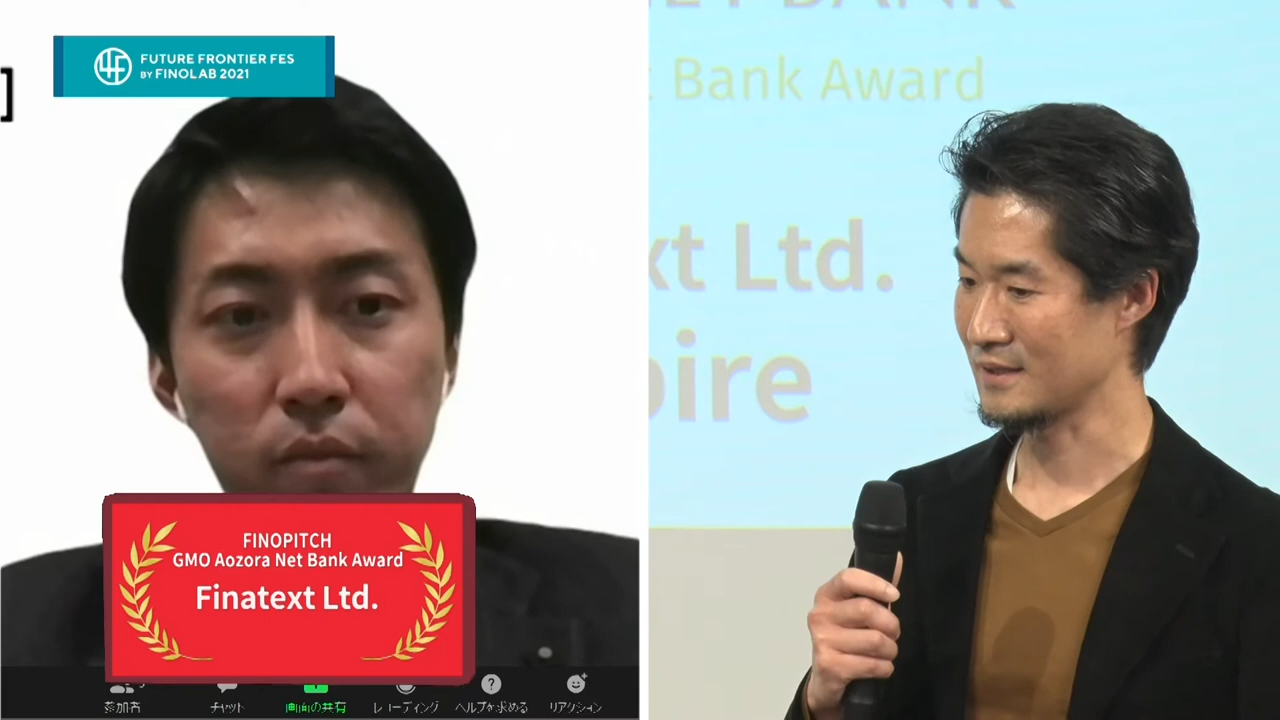 FUTURE FRONTIER FES
BY FINOLAB 2021
]
Bank Award
xt Ltd.
pire
FINOPITCH
GMO Aozora Net Bank Award
Finatext Ltd.
参加者
チャット
画面の共有
レコーディング
ヘルプを求める
リアクション